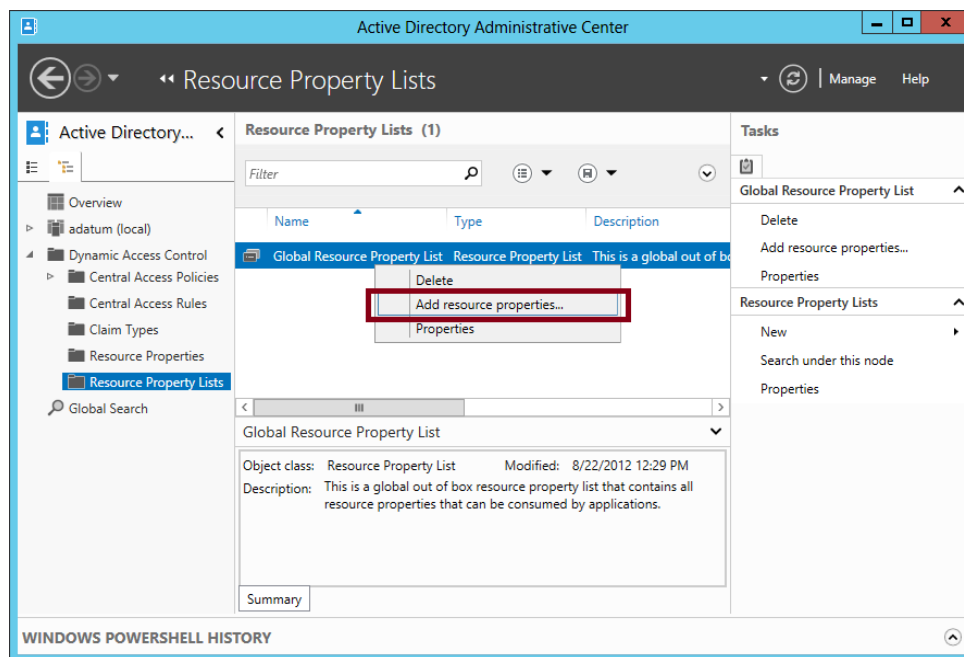 Active Directory Administrative Center
Resource Property Lists
Manage
Help
Active Directory...
Overview
adatum (local)
Dynamic Access Control
Central Access Policies
Central Access Rules
Claim Types
Resource Properties
Resource Property Lists
Global Search
Resource Property Lists (1)
Filter
Name Type Description
Global Resource Property List Resource Property List This is a global out of bo
Delete
Add resource properties...
Properties
Global Resource Property List
Object class: Resource Property List Modified: 8/22/2012 12:29 PM
Description: This is a global out of box resource property list that contains all
resource properties that can be consumed by applications.
Summary
Tasks
Global Resource Property List
Delete
Add resource properties...
Properties
Resource Property Lists
New
Search under this node
Properties
WINDOWS POWERSHELL HISTORY